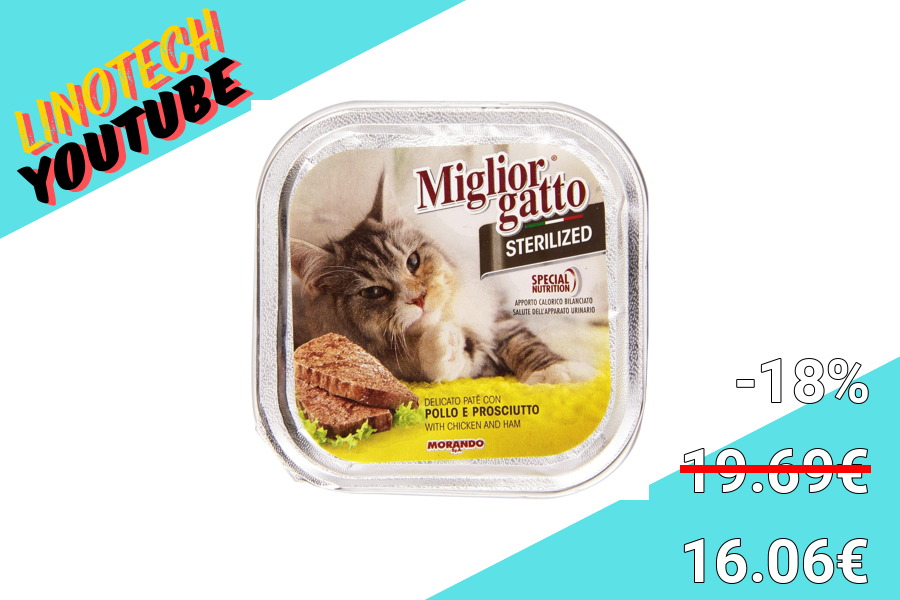 LINOTECH
YOUTUBE
Miglior®
gatto
STERILIZED
SPECIAL
NUTRITION
APPORTO CALORICO BILANCIATO
SALUTE DELL'APPARATO URINARIO
DELICATO PATÉ CON
POLLO E PROSCIUTTO
WITH CHICKEN AND HAM
MORANDO
-18%
19.69€
16.06€